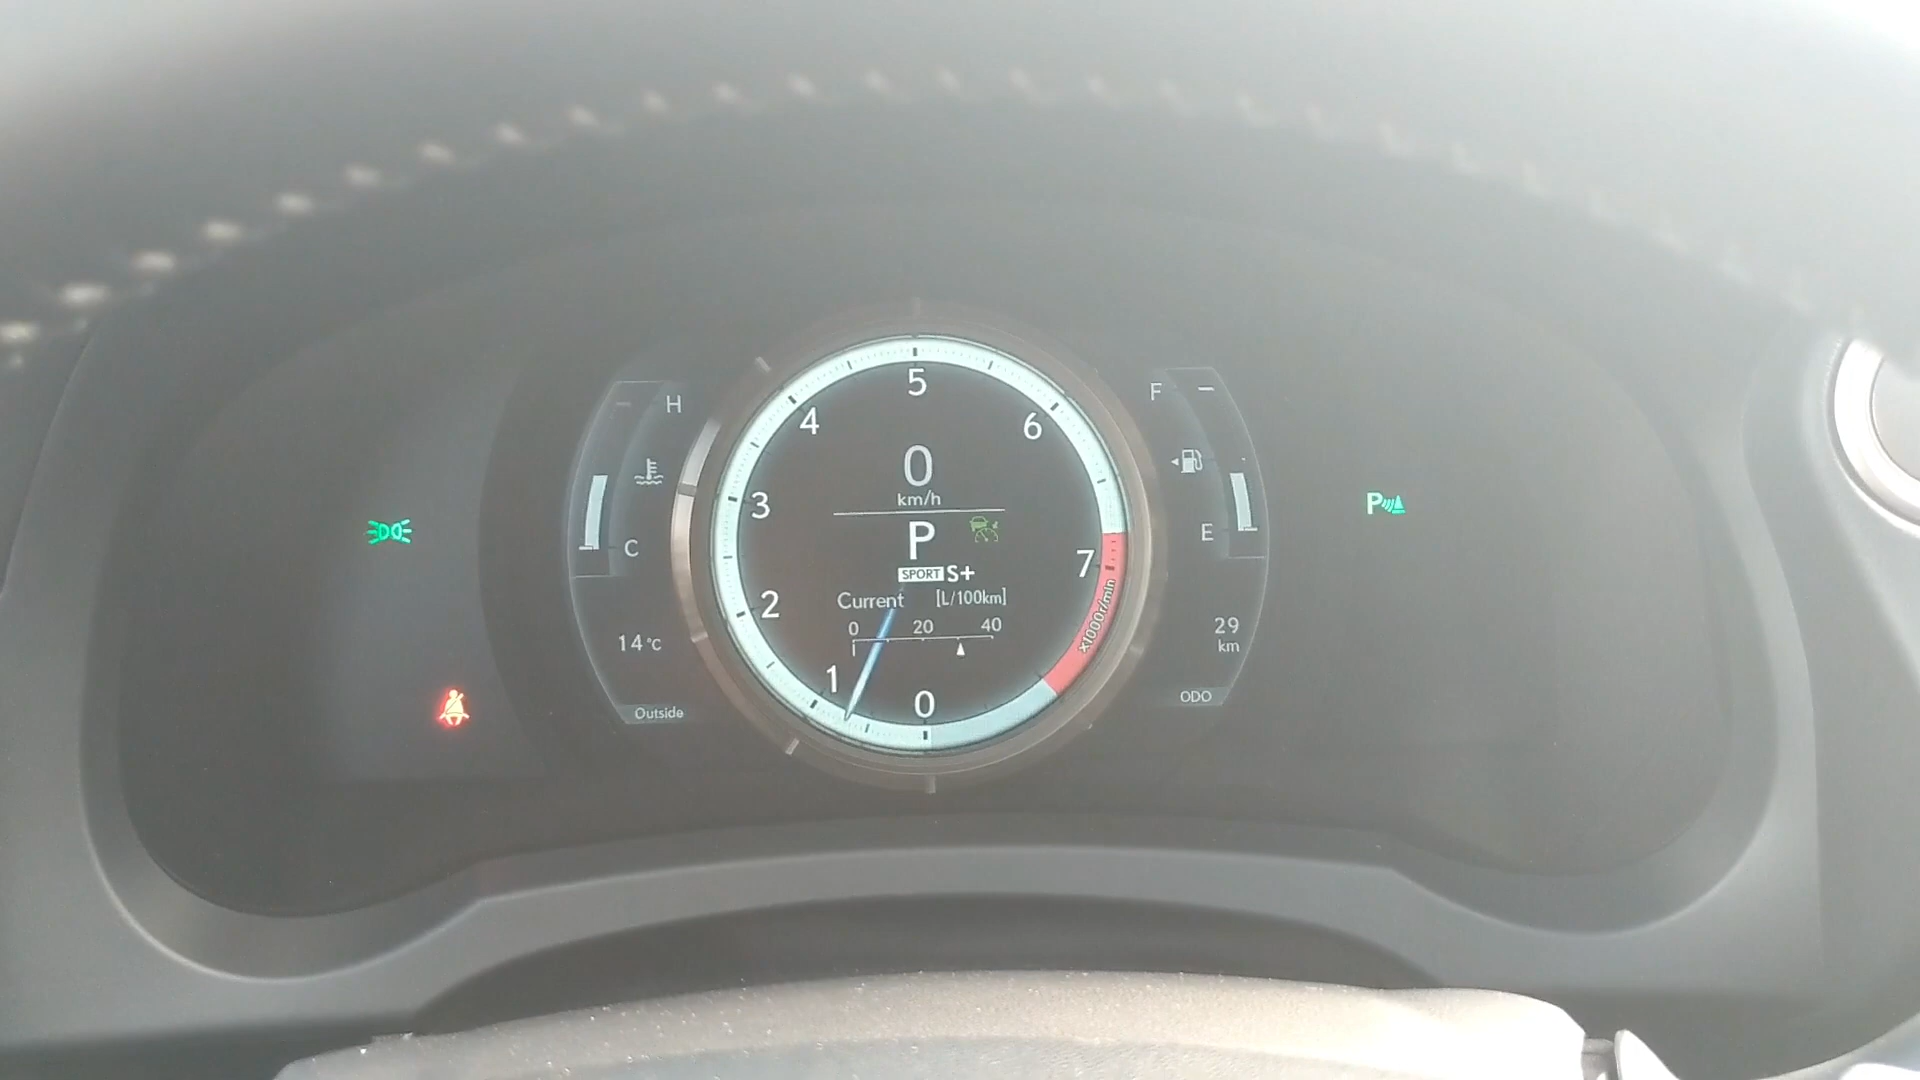 5
4
6
H
F
0
km/h
3
P
P
E
C
SPORT S+
7
x1000r/min
Current [L/100km]
2
0 20 40
14°C
29
km
1
0
Outside
ODO